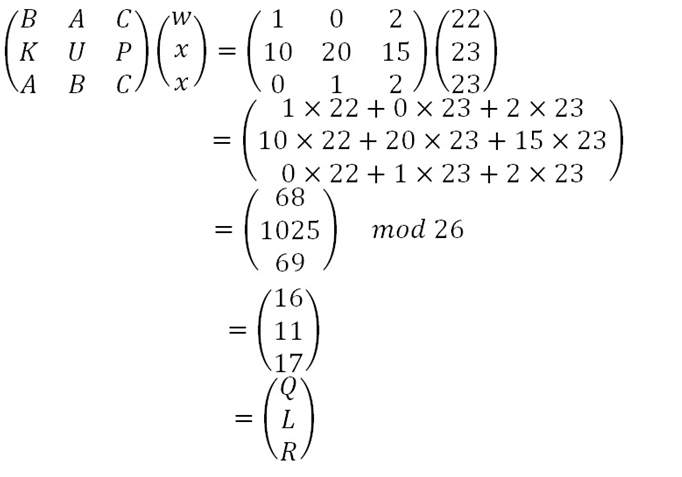 (B A C) (w) = (1 0 2) (22)
(K U P) (x) (10 20 15) (23)
(A B C) (x) (0 1 2) (23)
= (1 × 22 + 0 × 23 + 2 × 23)
(10 × 22 + 20 × 23 + 15 × 23)
(0 × 22 + 1 × 23 + 2 × 23)
= (68)
(1025) mod 26
(69)
= (16)
(11)
(17)
= (Q)
(L)
(R)